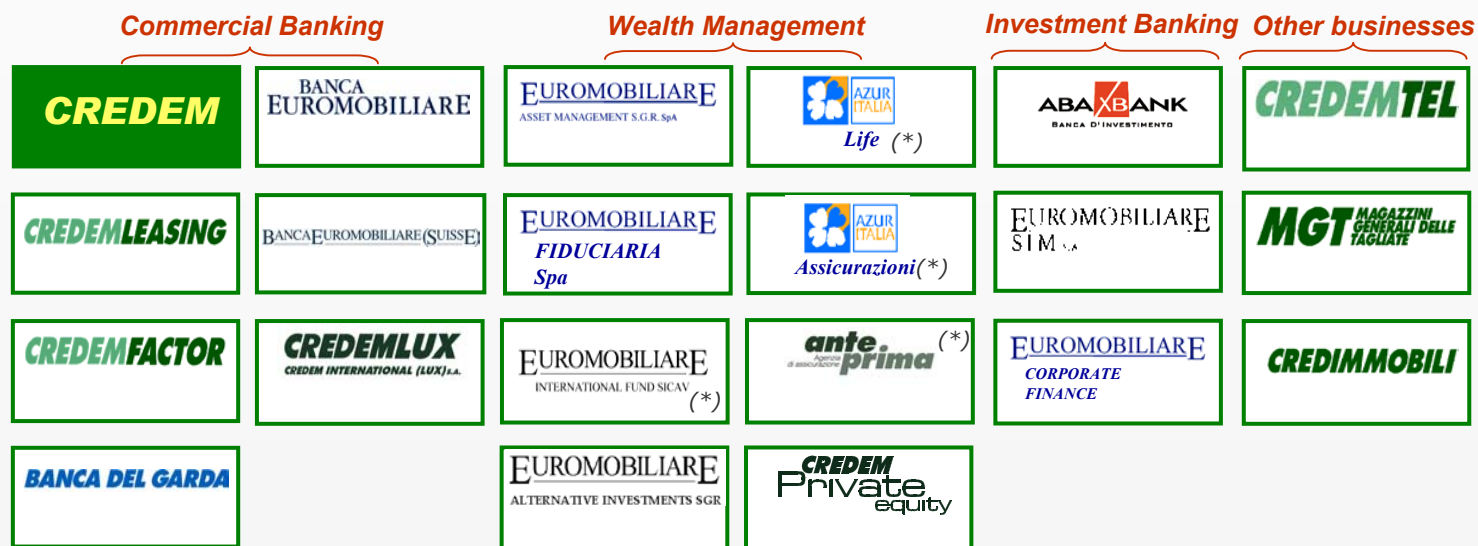 Commercial Banking
Wealth Management
Investment Banking
Other businesses
CREDEM
BANCA
EUROMOBILIARE
EUROMOBILIARE
ASSET MANAGEMENT S.G.R. SpA
AZUR
ITALIA
Life (*)
ABAXBANK
BANCA D'INVESTIMENTO
CREDEMTEL
CREDEMLEASING
BANCAEUROMOBILIARE(SUISSE)
EUROMOBILIARE
FIDUCIARIA
Spa
AZUR
ITALIA
Assicurazioni(*)
EUROMOBILIARE
SIM
MGT MAGAZZINI
GENERALI DELLE
TAGLIATE
CREDEMFACTOR
CREDEMLUX
CREDEM INTERNATIONAL (LUX) S.A.
EUROMOBILIARE
INTERNATIONAL FUND SICAV
(*)
ante.
Agenzia
di assicurazione
prima
(*)
EUROMOBILIARE
CORPORATE
FINANCE
CREDIMMOBILI
BANCA DEL GARDA
EUROMOBILIARE
ALTERNATIVE INVESTMENTS SGR
CREDEM
Private
equity